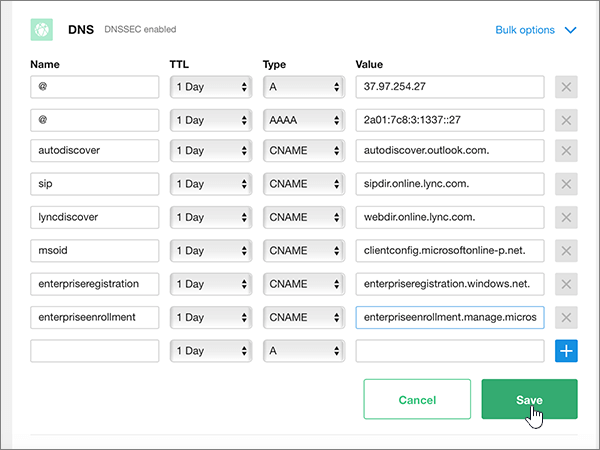 DNS DNSSEC enabled Bulk options
Name TTL Type Value
@ 1 Day A 37.97.254.27
@ 1 Day AAAA 2a01:7c8:3:1337::27
autodiscover 1 Day CNAME autodiscover.outlook.com.
sip 1 Day CNAME sipdir.online.lync.com.
lyncdiscover 1 Day CNAME webdir.online.lync.com.
msoid 1 Day CNAME clientconfig.microsoftonline-p.net.
enterpriseregistration 1 Day CNAME enterpriseregistration.windows.net.
enterpriseenrollment 1 Day CNAME enterpriseenrollment.manage.micros
1 Day A
Cancel Save